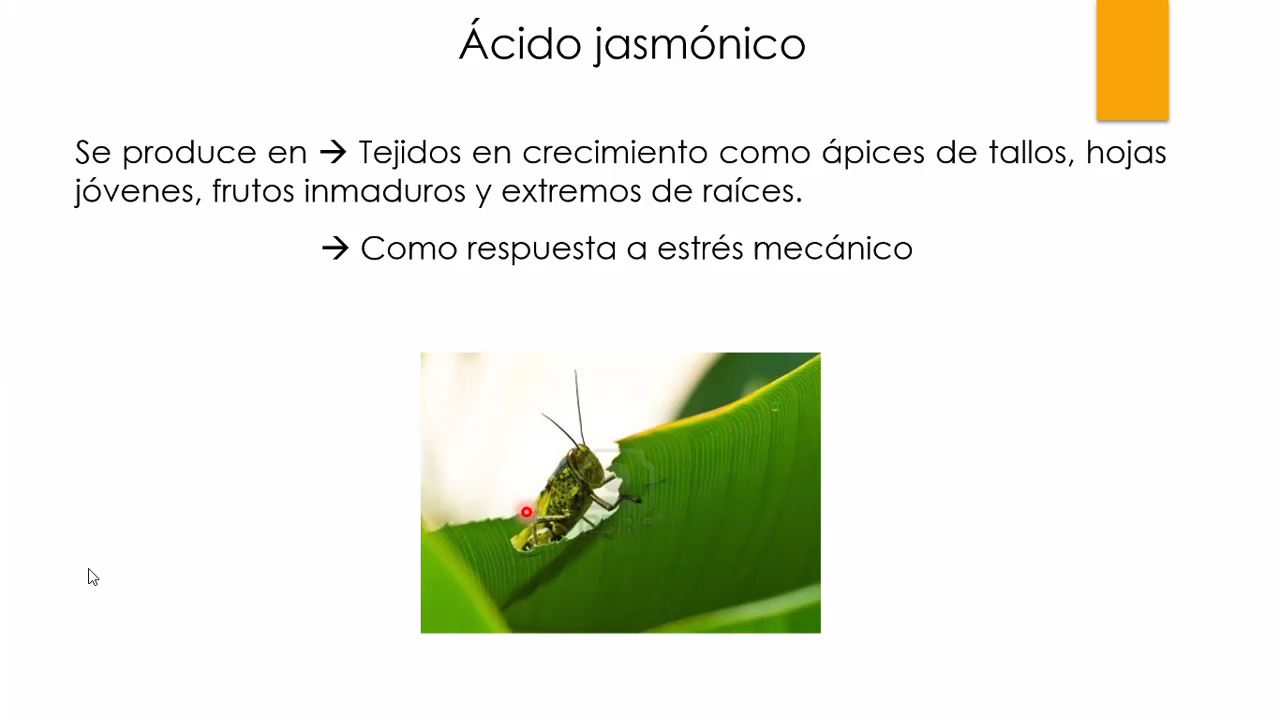 Ácido jasmónico
Se produce en → Tejidos en crecimiento como ápices de tallos, hojas
jóvenes, frutos inmaduros y extremos de raíces.
→ Como respuesta a estrés mecánico